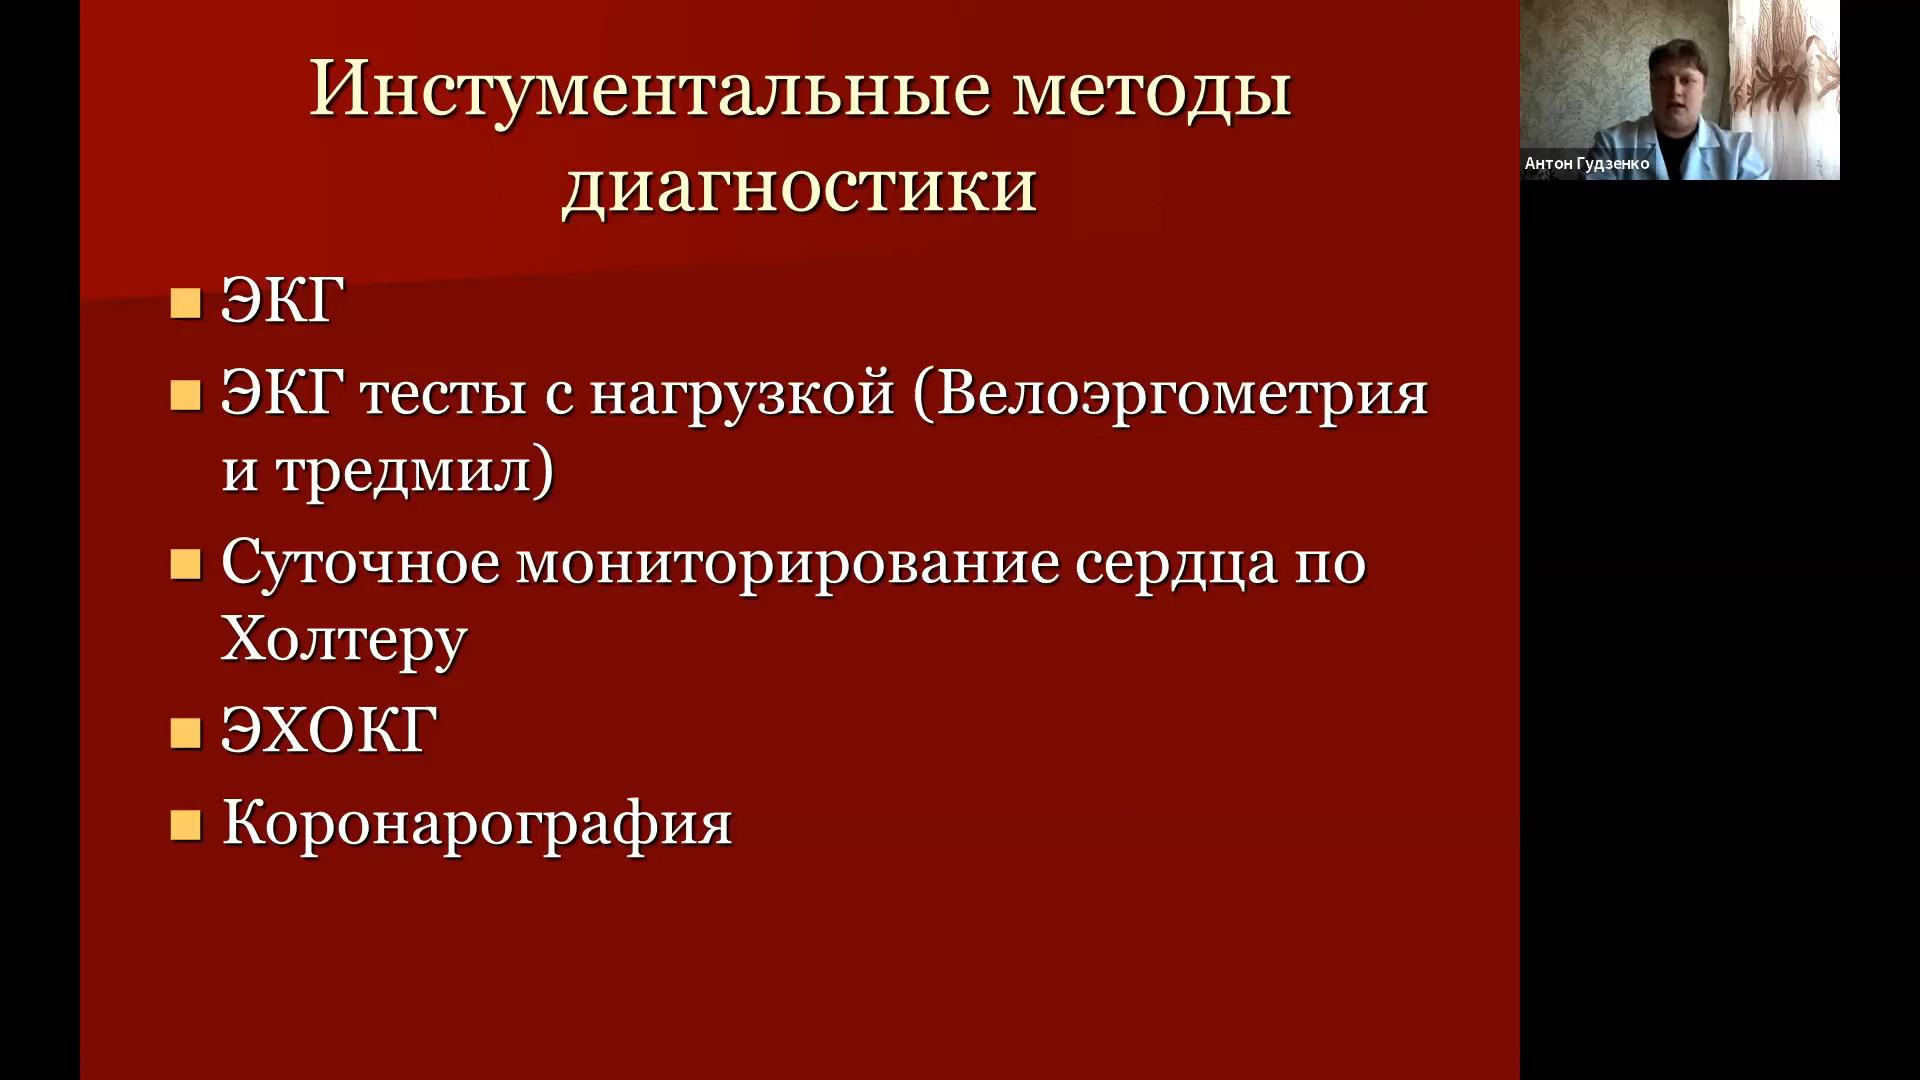 Инстументальные методы
диагностики
ЭКГ
ЭКГ тесты с нагрузкой (Велоэргометрия
и тредмил)
Суточное мониторирование сердца по
Холтеру
ЭХОКГ
Коронарография
Антон Гудзенко